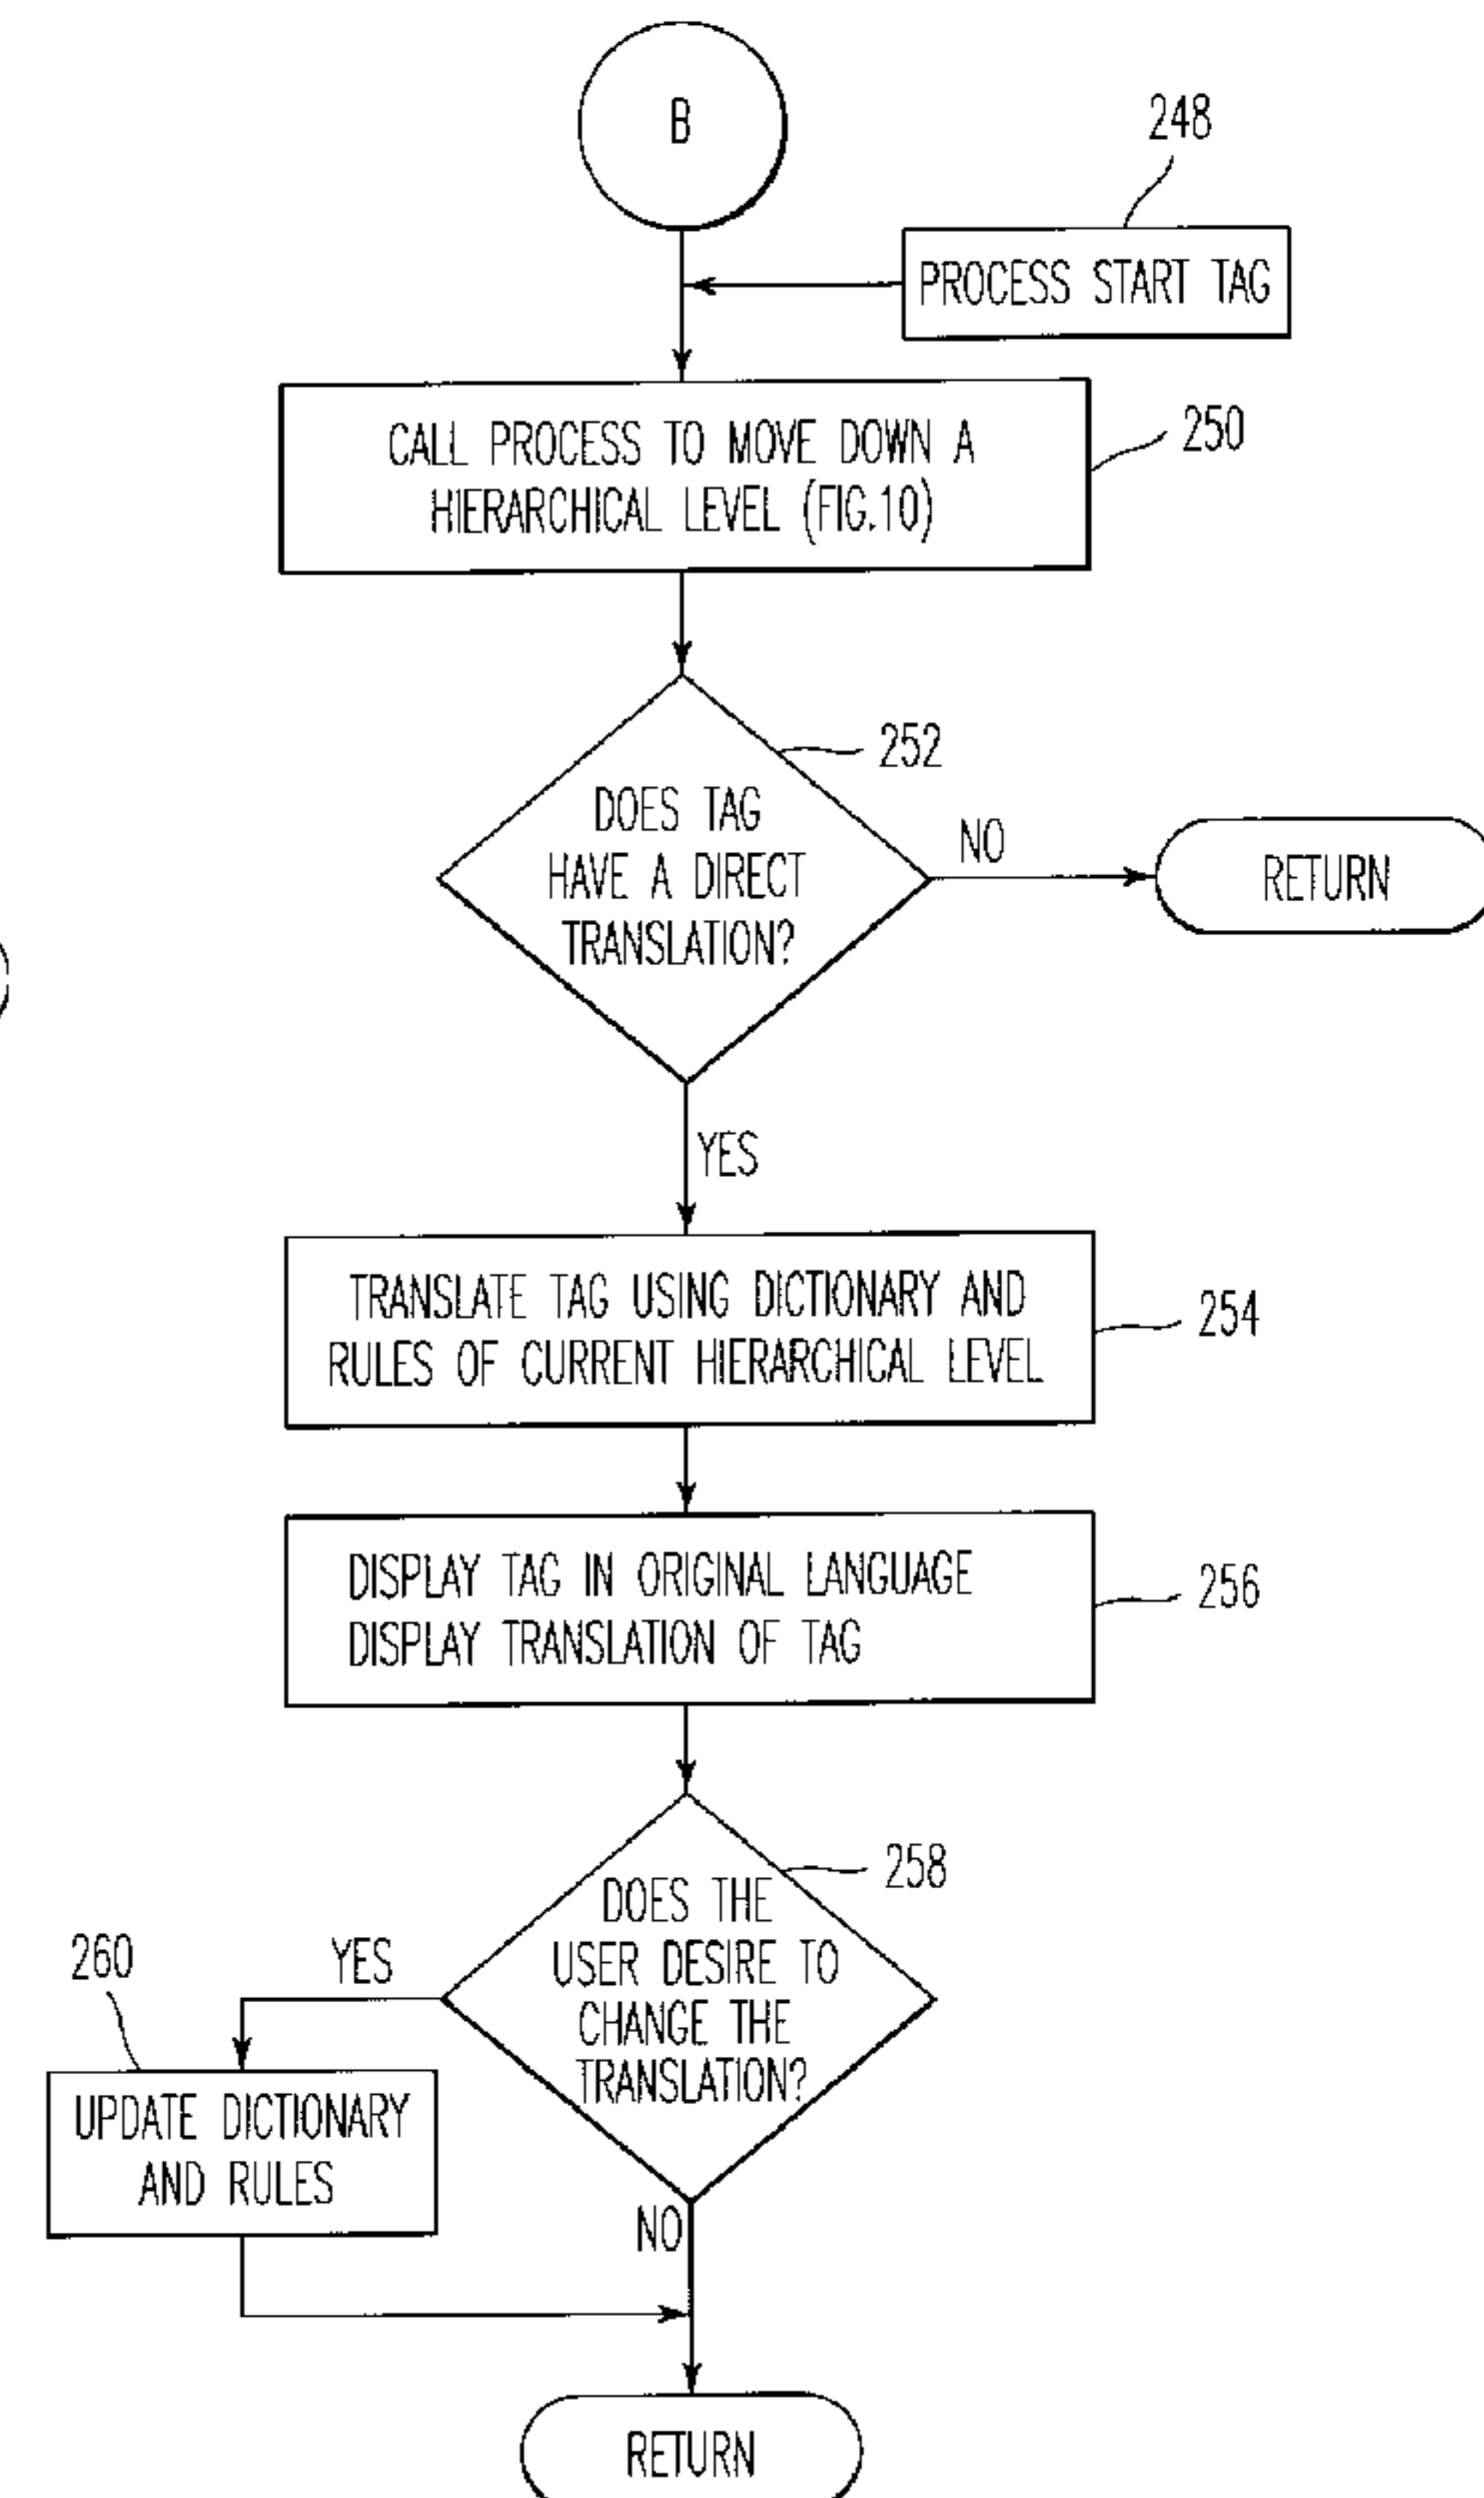 B
248
PROCESS START TAG
CALL PROCESS TO MOVE DOWN A
HIERARCHICAL LEVEL (FIG.10)
250
252
DOES TAG
HAVE A DIRECT
TRANSLATION?
NO
RETURN
YES
TRANSLATE TAG USING DICTIONARY AND
RULES OF CURRENT HIERARCHICAL LEVEL
254
DISPLAY TAG IN ORIGINAL LANGUAGE
DISPLAY TRANSLATION OF TAG
256
258
DOES THE
USER DESIRE TO
CHANGE THE
TRANSLATION?
YES
260
UPDATE DICTIONARY
AND RULES
NO
RETURN